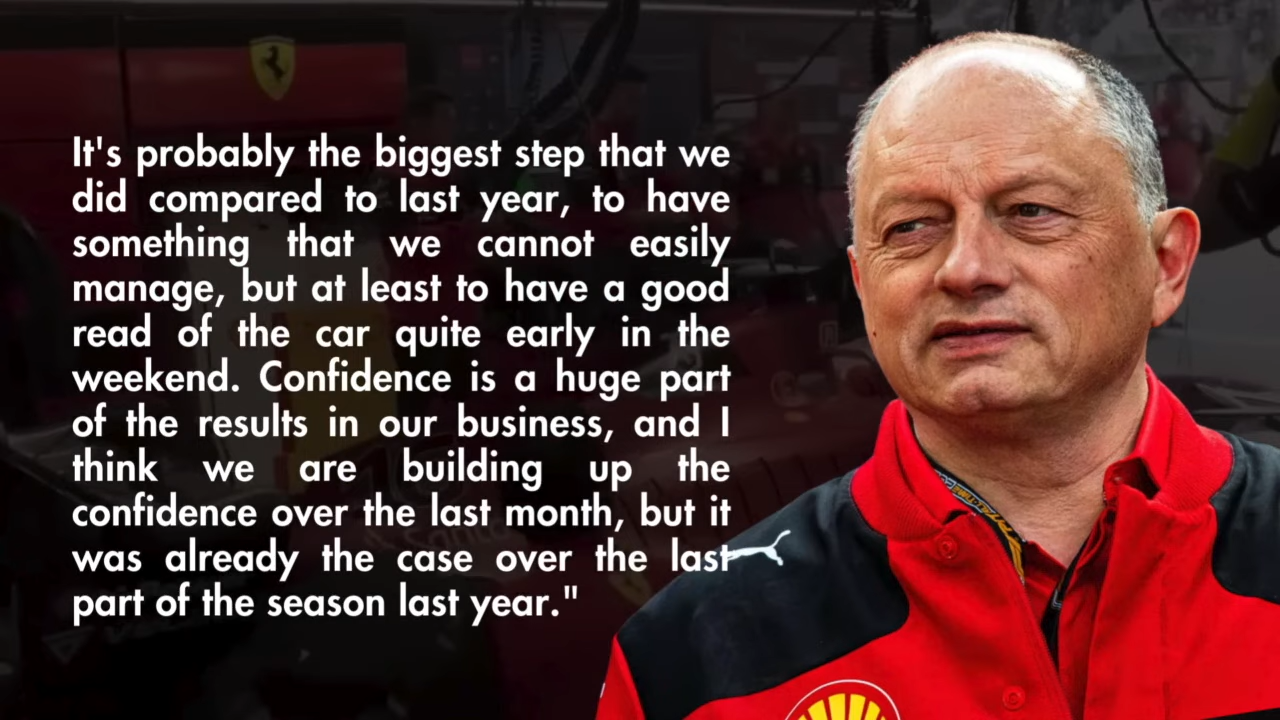 It's probably the biggest step that we
did compared to last year, to have
something that we cannot easily
manage, but at least to have a good
read of the car quite early in the
weekend. Confidence is a huge part
of the results in our business, and I
think we are building up the
confidence over the last month, but it
was already the case over the last
part of the season last year."